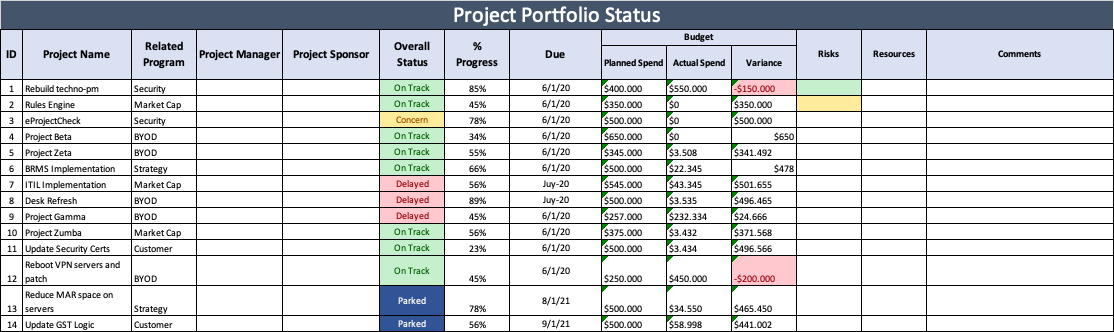 Project Portfolio Status
ID Project Name Related Program Project Manager Project Sponsor Overall Status % Progress Due Budget Risks Resources Comments
Planned Spend Actual Spend Variance
1 Rebuild techno-pm Security On Track 85% 6/1/20 $400.000 $550.000 -$150.000
2 Rules Engine Market Cap On Track 45% 6/1/20 $350.000 $0 $350.000
3 eProjectCheck Security Concern 78% 6/1/20 $500.000 $0 $500.000
4 Project Beta BYOD On Track 34% 6/1/20 $650.000 $0 $650
5 Project Zeta BYOD On Track 55% 6/1/20 $345.000 $3.508 $341.492
6 BRMS Implementation Strategy On Track 66% 6/1/20 $500.000 $22.345 $478
7 ITIL Implementation Market Cap Delayed 56% Juy-20 $545.000 $43.345 $501.655
8 Desk Refresh BYOD Delayed 89% Juy-20 $500.000 $3.535 $496.465
9 Project Gamma BYOD Delayed 45% 6/1/20 $257.000 $232.334 $24.666
10 Project Zumba Market Cap On Track 56% 6/1/20 $375.000 $3.432 $371.568
11 Update Security Certs Customer On Track 23% 6/1/20 $500.000 $3.434 $496.566
12 Reboot VPN servers and patch BYOD On Track 45% 6/1/20 $250.000 $450.000 -$200.000
13 Reduce MAR space on servers Strategy Parked 78% 8/1/21 $500.000 $34.550 $465.450
14 Update GST Logic Customer Parked 56% 9/1/21 $500.000 $58.998 $441.002